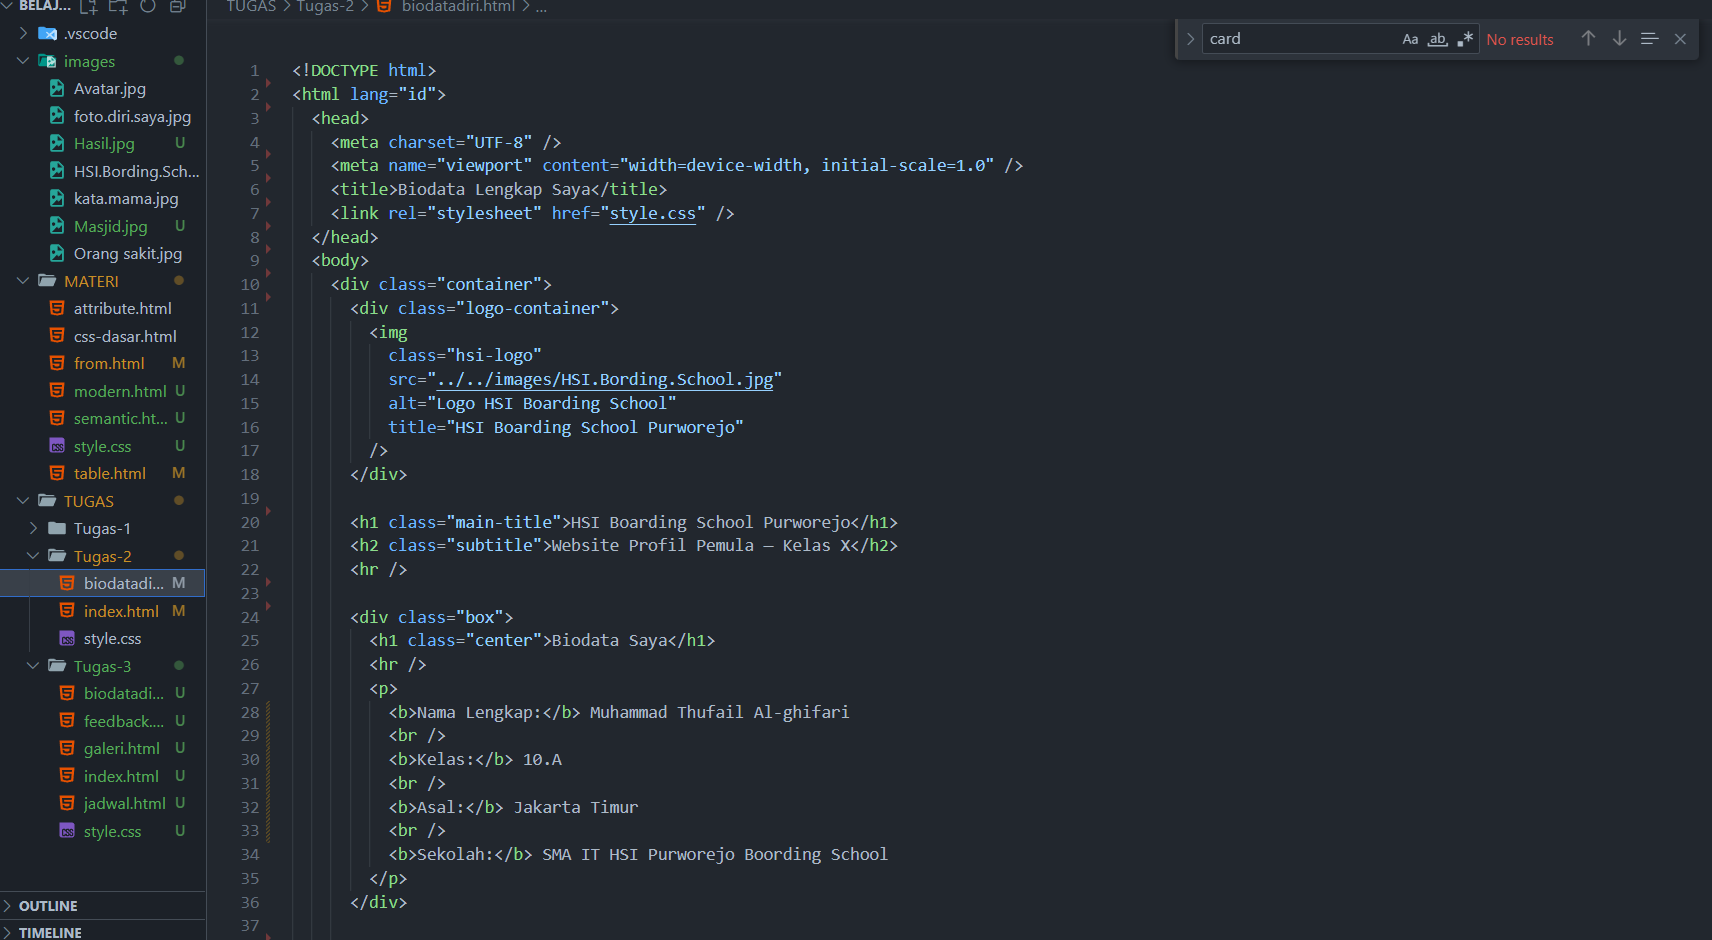 BELAJ...
.vscode
images
Avatar.jpg
foto.diri.saya.jpg
Hasil.jpg U
HSI.Bording.Sch...
kata.mama.jpg
Masjid.jpg U
Orang sakit.jpg
MATERI
attribute.html
css-dasar.html
from.html M
modern.html U
semantic.ht... U
style.css U
table.html M
TUGAS
Tugas-1
Tugas-2
biodatadi... M
index.html M
style.css
Tugas-3
biodatadi... U
feedback.... U
galeri.html U
index.html U
jadwal.html U
style.css U
OUTLINE
TIMELINE
TUGAS > Tugas-2 > biodatadiri.html > ...
card Aa ab .* No results
1 <!DOCTYPE html>
2 <html lang="id">
3 <head>
4 <meta charset="UTF-8" />
5 <meta name="viewport" content="width=device-width, initial-scale=1.0" />
6 <title>Biodata Lengkap Saya</title>
7 <link rel="stylesheet" href="style.css" />
8 </head>
9 <body>
10 <div class="container">
11 <div class="logo-container">
12 <img
13 class="hsi-logo"
14 src="../../images/HSI.Bording.School.jpg"
15 alt="Logo HSI Boarding School"
16 title="HSI Boarding School Purworejo"
17 />
18 </div>
19
20 <h1 class="main-title">HSI Boarding School Purworejo</h1>
21 <h2 class="subtitle">Website Profil Pemula — Kelas X</h2>
22 <hr />
23
24 <div class="box">
25 <h1 class="center">Biodata Saya</h1>
26 <hr />
27 <p>
28 <b>Nama Lengkap:</b> Muhammad Thufail Al-ghifari
29 <br />
30 <b>Kelas:</b> 10.A
31 <br />
32 <b>Asal:</b> Jakarta Timur
33 <br />
34 <b>Sekolah:</b> SMA IT HSI Purworejo Boording School
35 </p>
36 </div>
37